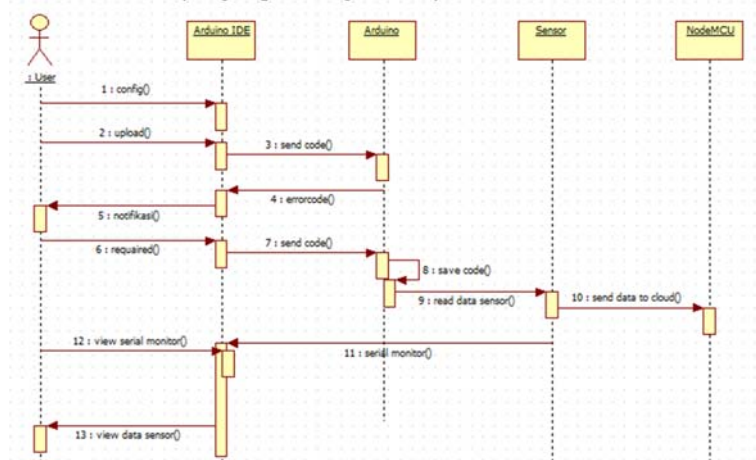 Arduino IDE
Arduino
Sensor
NodeMCU
: User
1 : config()
2 : upload()
3 : send code()
4 : errorcode()
5 : notifikasi()
6 : requaired()
7 : send code()
8 : save code()
9 : read data sensor()
10 : send data to cloud()
12 : view serial monitor()
11 : serial monitor()
13 : view data sensor()